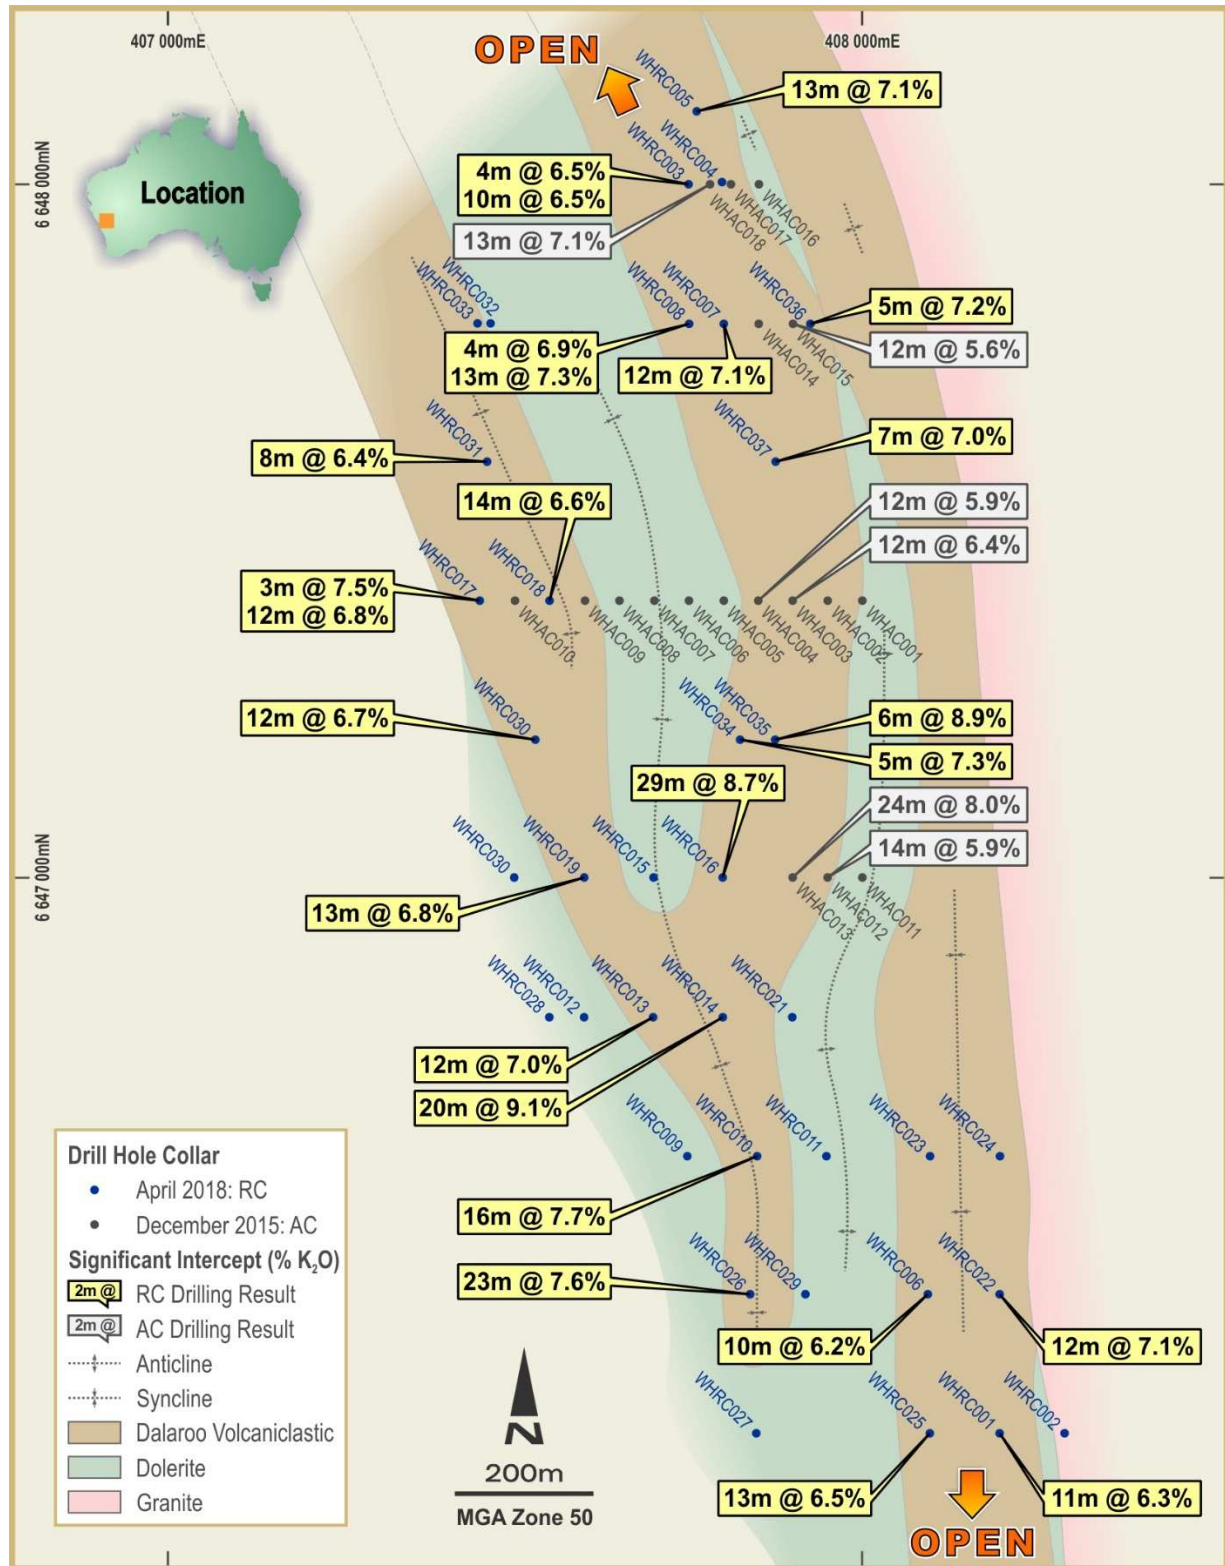 407 000mE
408 000mE
OPEN
WHRC005
13m @ 7.1%
6 648 000mN
Location
WHRC003
WHRC004
4m @ 6.5%
10m @ 6.5%
13m @ 7.1%
WHAC018
WHAC017
WHAC016
WHRC033
WHRC032
WHRC008
WHRC007
WHRC036
5m @ 7.2%
12m @ 5.6%
4m @ 6.9%
13m @ 7.3%
12m @ 7.1%
WHAC014
WHAC015
WHRC031
WHRC037
8m @ 6.4%
7m @ 7.0%
14m @ 6.6%
12m @ 5.9%
12m @ 6.4%
WHRC017
WHRC018
3m @ 7.5%
12m @ 6.8%
WHAC010
WHAC009
WHAC008
WHAC007
WHAC006
WHAC005
WHAC004
WHAC003
WHAC002
WHAC001
WHRC030
WHRC034
WHRC035
12m @ 6.7%
6m @ 8.9%
5m @ 7.3%
29m @ 8.7%
24m @ 8.0%
14m @ 5.9%
6 647 000mN
WHRC030
WHRC019
WHRC015
WHRC016
13m @ 6.8%
WHAC013
WHAC012
WHAC011
WHRC028
WHRC012
WHRC013
WHRC014
WHRC021
12m @ 7.0%
20m @ 9.1%
WHRC009
WHRC010
WHRC011
WHRC023
WHRC024
16m @ 7.7%
WHRC026
WHRC029
WHRC006
WHRC022
23m @ 7.6%
10m @ 6.2%
12m @ 7.1%
WHRC027
WHRC025
WHRC001
WHRC002
13m @ 6.5%
11m @ 6.3%
OPEN
N
200m
MGA Zone 50
Drill Hole Collar
April 2018: RC
December 2015: AC
Significant Intercept (% K₂O)
2m @ RC Drilling Result
2m @ AC Drilling Result
Anticline
Syncline
Dalaroo Volcaniclastic
Dolerite
Granite